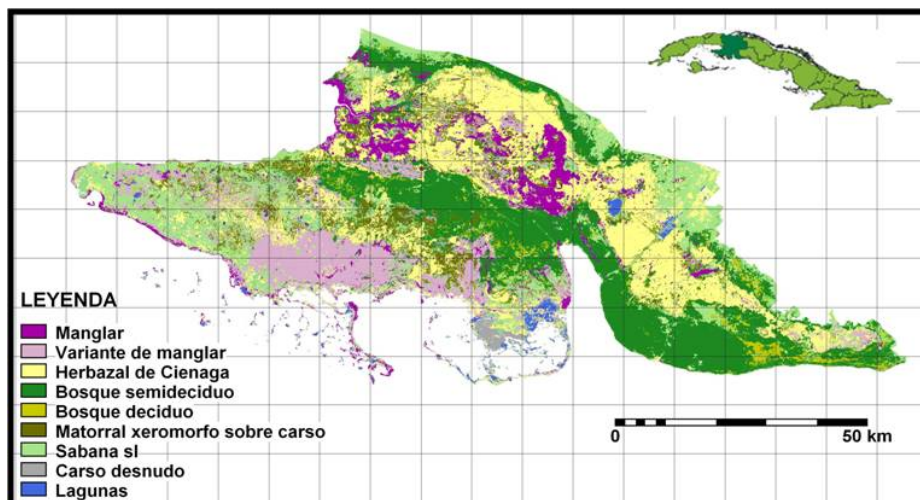 LEYENDA
Manglar
Variante de manglar
Herbazal de Cienaga
Bosque semideciduo
Bosque deciduo
Matorral xeromorfo sobre carso
Sabana sl
Carso desnudo
Lagunas
0 50 km